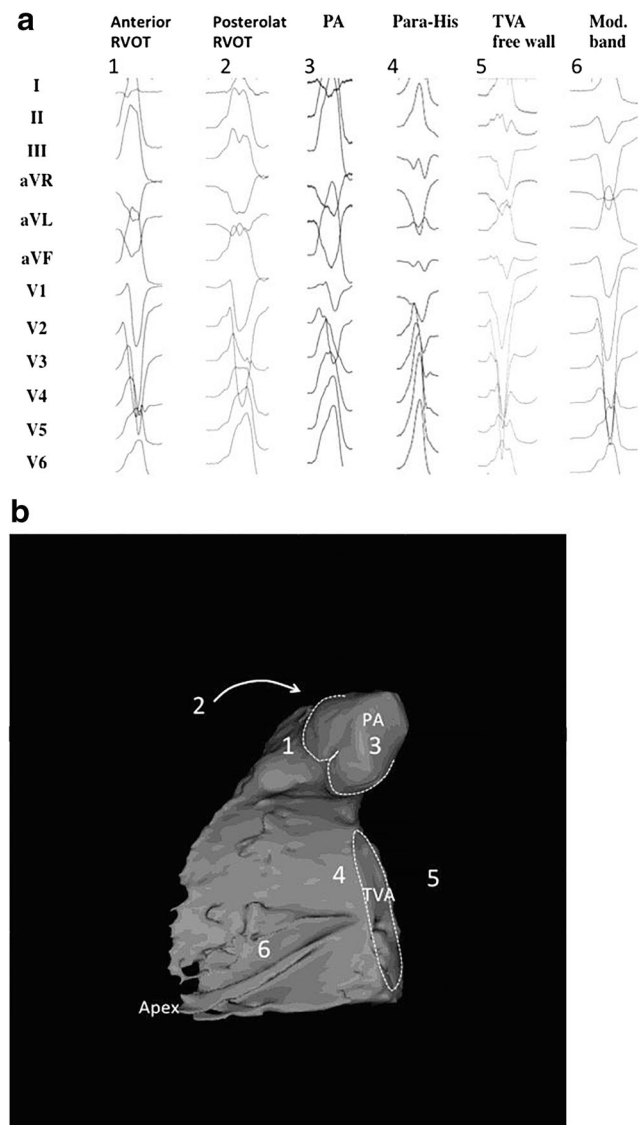 a
Anterior RVOT
Posterolat RVOT
PA
Para-His
TVA free wall
Mod. band
1 2 3 4 5 6
I
II
III
aVR
aVL
aVF
V1
V2
V3
V4
V5
V6
b
2
PA
1 3
4 TVA 5
6
Apex